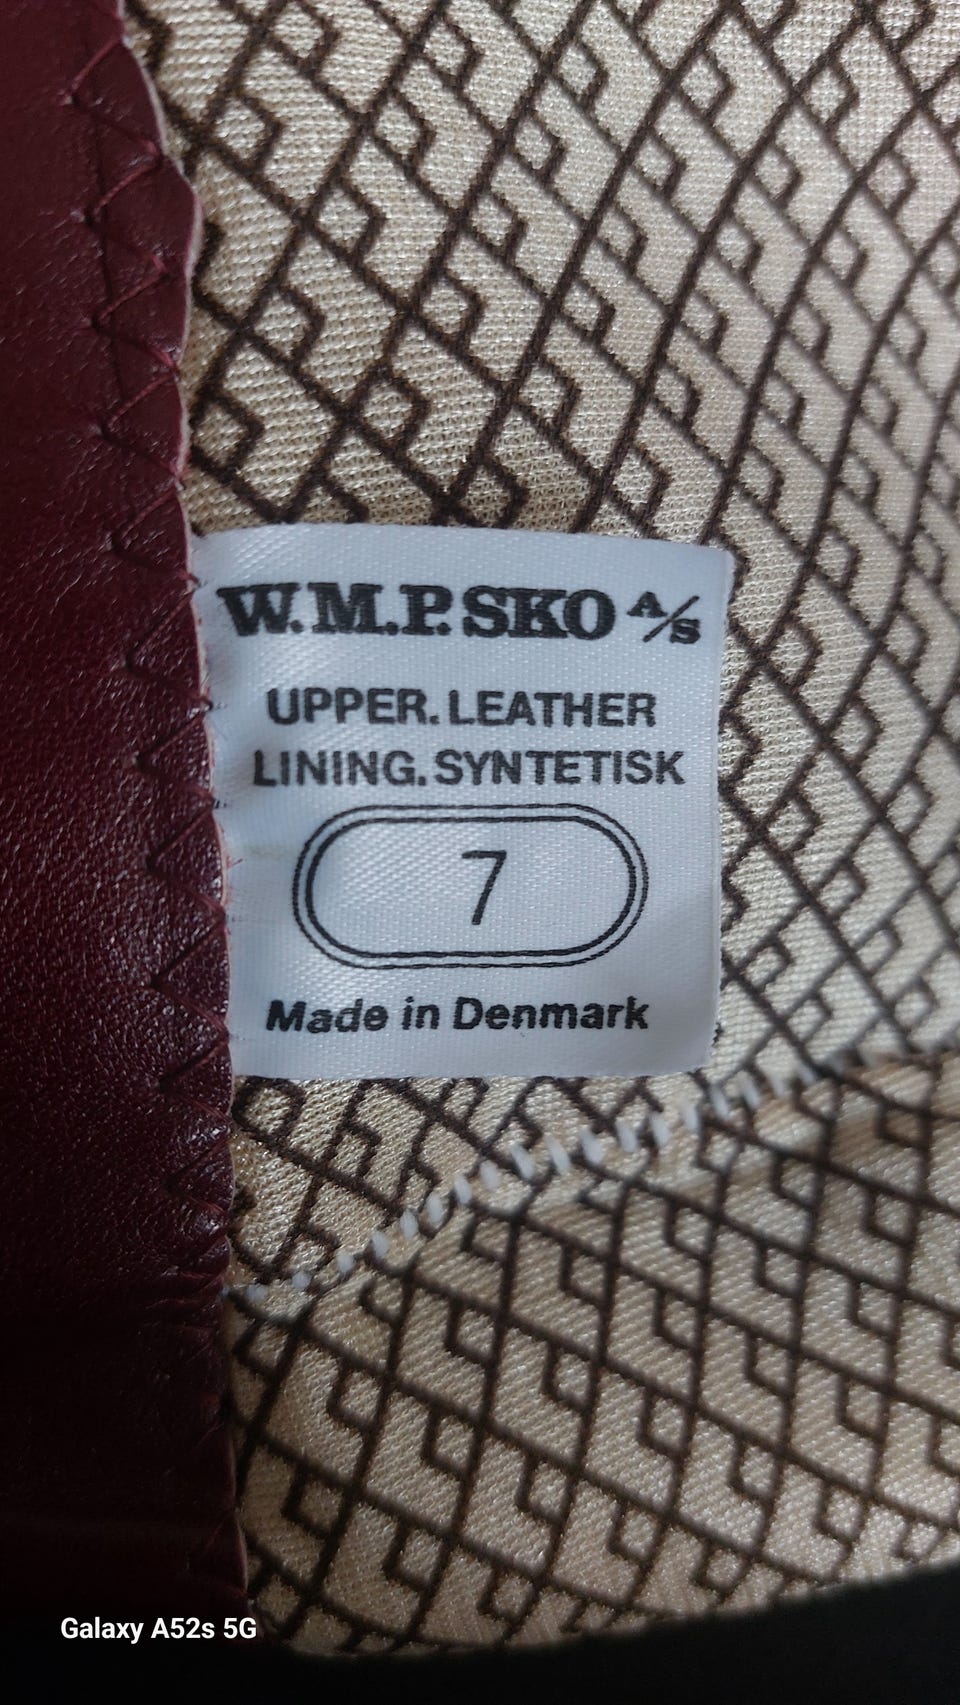 W.M.P. SKO A/S
UPPER. LEATHER
LINING. SYNTETISK
7
Made in Denmark
Galaxy A52s 5G